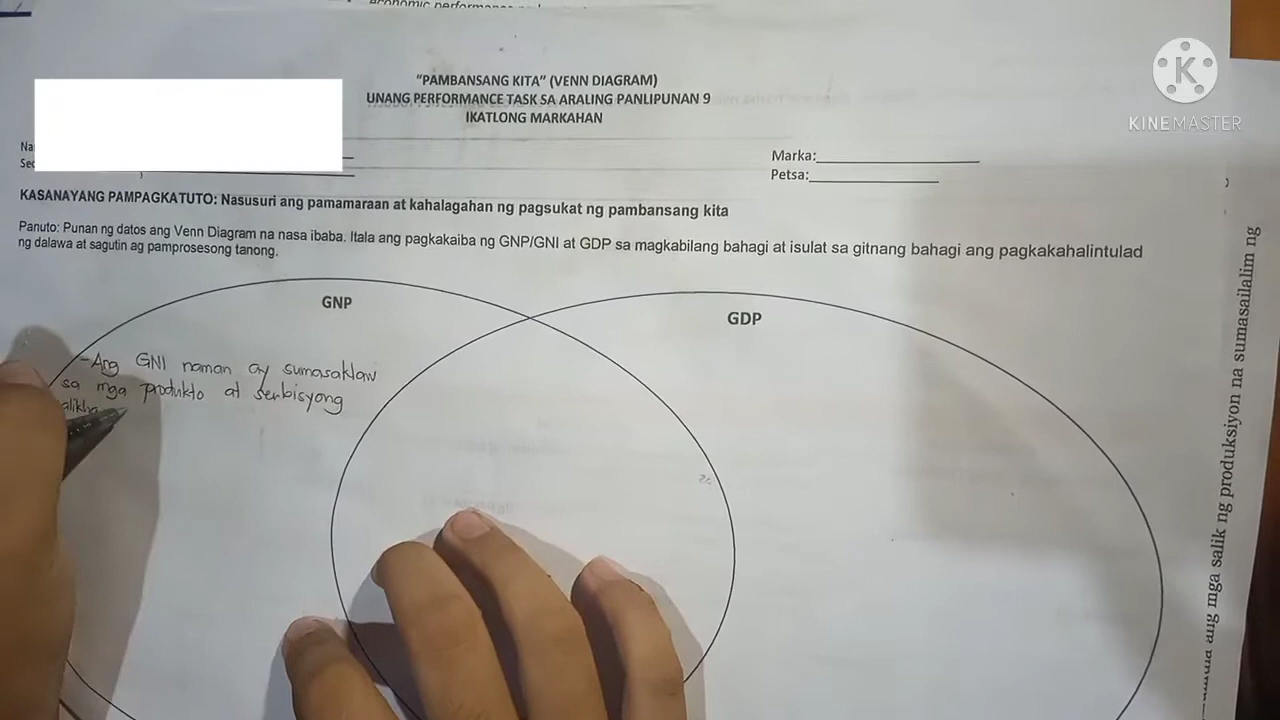 "PAMBANSANG KITA" (VENN DIAGRAM)
UNANG PERFORMANCE TASK SA ARALING PANLIPUNAN 9
IKATLONG MARKAHAN
K
KINEMASTER
Na
Sec
Marka:
Petsa:
KASANAYANG PAMPAGKATUTO: Nasusuri ang pamamaraan at kahalagahan ng pagsukat ng pambansang kita
Panuto: Punan ng datos ang Venn Diagram na nasa ibaba. Itala ang pagkakaiba ng GNP/GNI at GDP sa magkabilang bahagi at isulat sa gitnang bahagi ang pagkakahalintulad
ng dalawa at sagutin ag pamprosesong tanong.
GNP
GDP
-Ang GNI naman ay sumasaklaw
sa mga produkto at serbisyong
alikha
ang mga salik ng produksiyon na sumasailalim ng